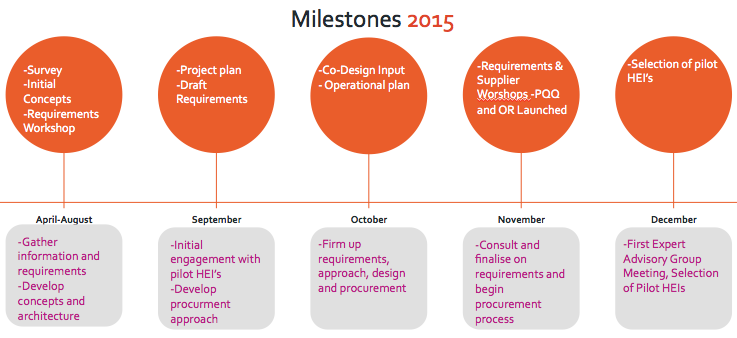 Milestones 2015
-Survey
-Initial
Concepts
-Requirements
Workshop
-Project plan
-Draft
Requirements
-Co-Design Input
- Operational plan
-Requirements &
Supplier
Worshops -PQQ
and OR Launched
-Selection of pilot
HEI's
April-August
September
October
November
December
-Gather
information and
requirements
-Develop
concepts and
architecture
-Initial
engagement with
pilot HEI's
-Develop
procurment
approach
-Firm up
requirements,
approach, design
and procurement
-Consult and
finalise on
requirements and
begin
procurement
process
-First Expert
Advisory Group
Meeting, Selection
of Pilot HEIs